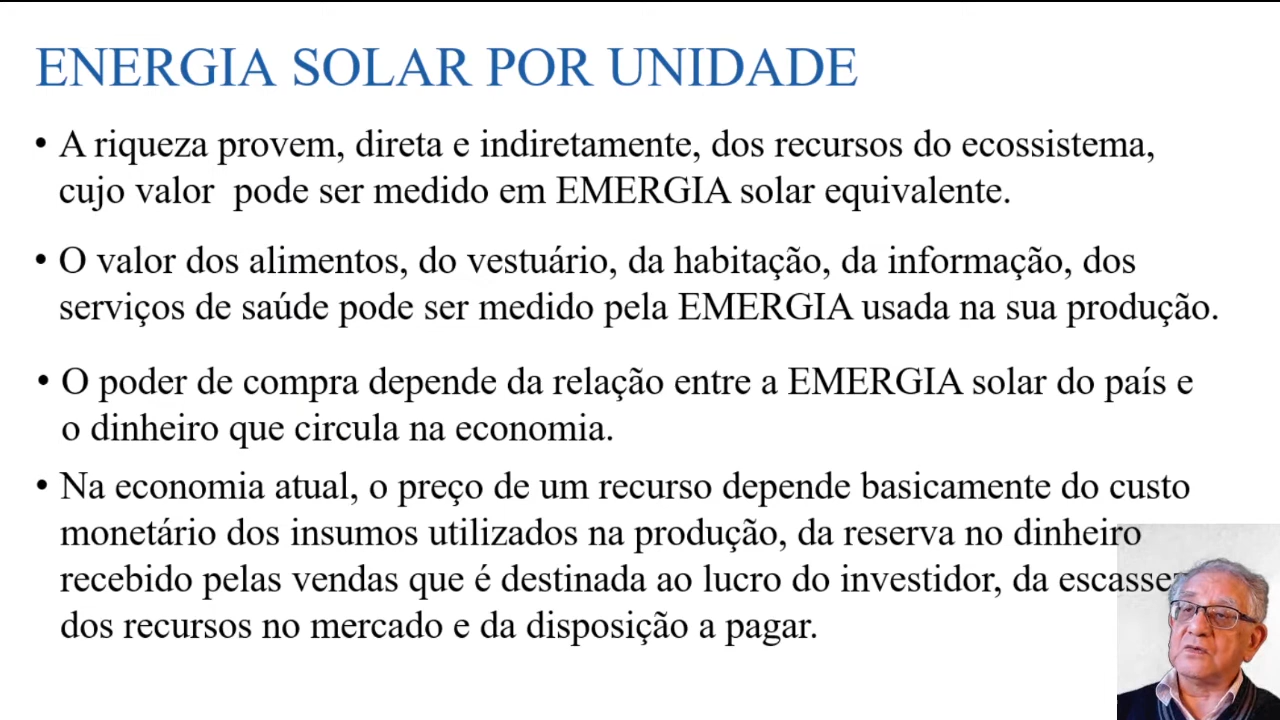 ENERGIA SOLAR POR UNIDADE
• A riqueza provem, direta e indiretamente, dos recursos do ecossistema,
cujo valor pode ser medido em EMERGIA solar equivalente.
• O valor dos alimentos, do vestuário, da habitação, da informação, dos
serviços de saúde pode ser medido pela EMERGIA usada na sua produção.
• O poder de compra depende da relação entre a EMERGIA solar do país e
o dinheiro que circula na economia.
• Na economia atual, o preço de um recurso depende basicamente do custo
monetário dos insumos utilizados na produção, da reserva no dinheiro
recebido pelas vendas que é destinada ao lucro do investidor, da escassez
dos recursos no mercado e da disposição a pagar.